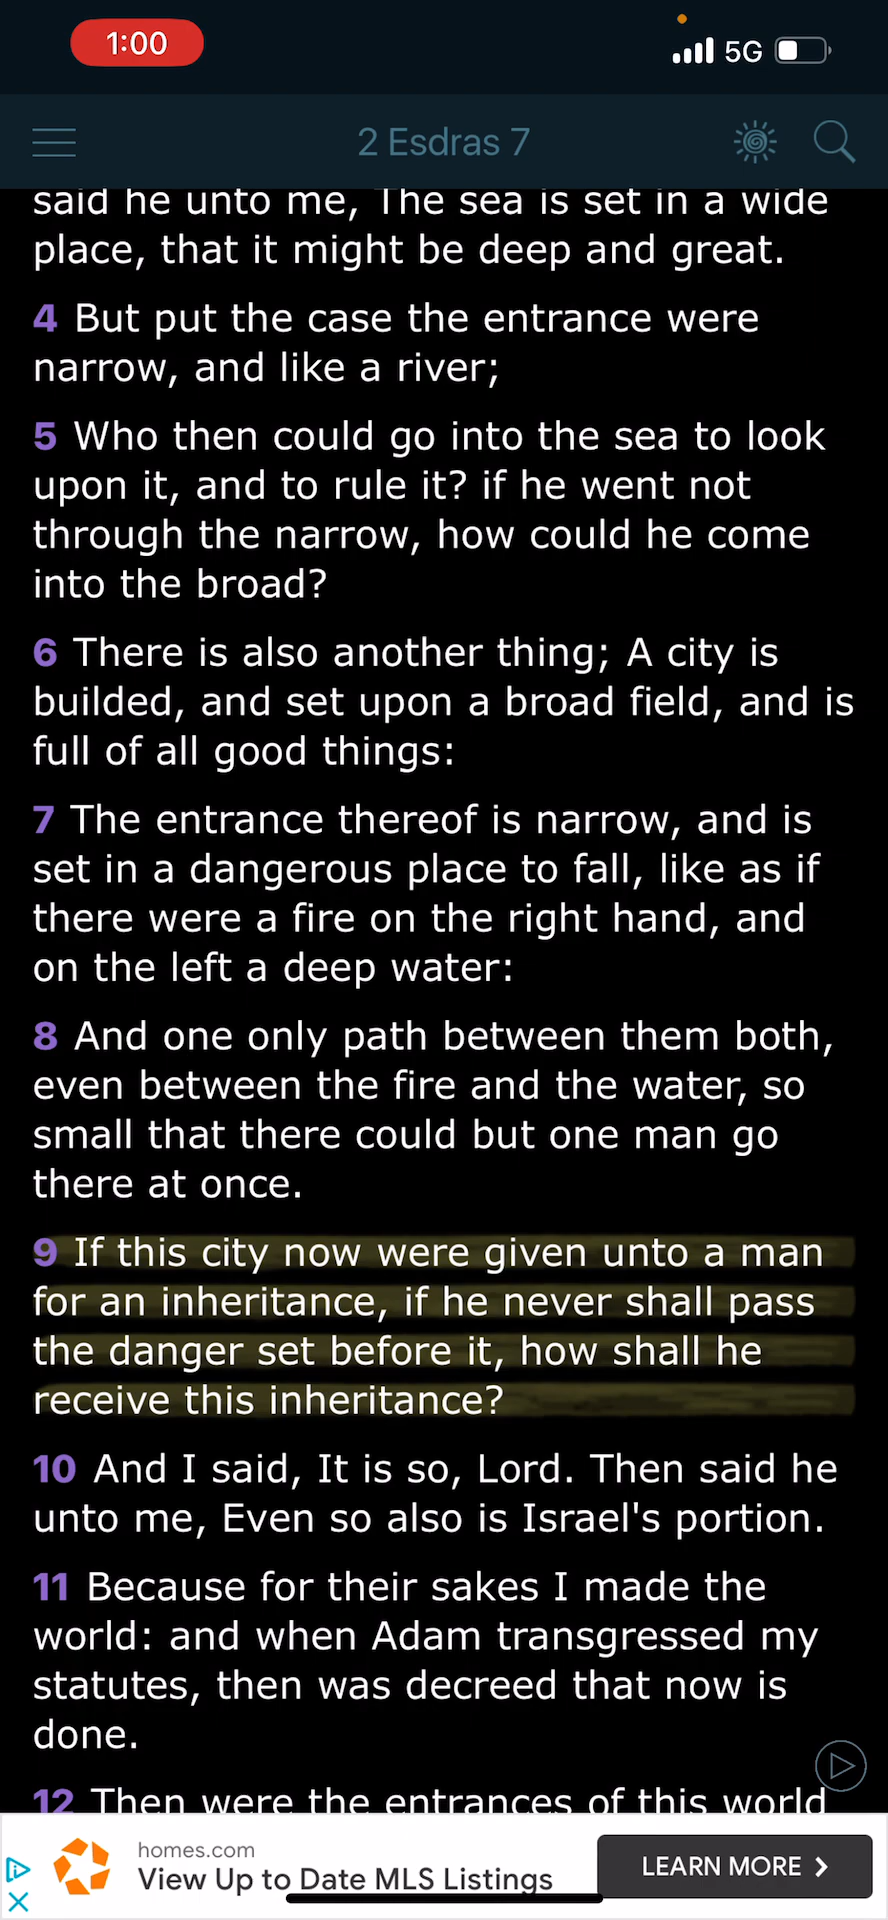 1:00
5G
2 Esdras 7
said he unto me, The sea is set in a wide
place, that it might be deep and great.
4 But put the case the entrance were
narrow, and like a river;
5 Who then could go into the sea to look
upon it, and to rule it? if he went not
through the narrow, how could he come
into the broad?
6 There is also another thing; A city is
builded, and set upon a broad field, and is
full of all good things:
7 The entrance thereof is narrow, and is
set in a dangerous place to fall, like as if
there were a fire on the right hand, and
on the left a deep water:
8 And one only path between them both,
even between the fire and the water, so
small that there could but one man go
there at once.
9 If this city now were given unto a man
for an inheritance, if he never shall pass
the danger set before it, how shall he
receive this inheritance?
10 And I said, It is so, Lord. Then said he
unto me, Even so also is Israel's portion.
11 Because for their sakes I made the
world: and when Adam transgressed my
statutes, then was decreed that now is
done.
12 Then were the entrances of this world
homes.com
View Up to Date MLS Listings
LEARN MORE